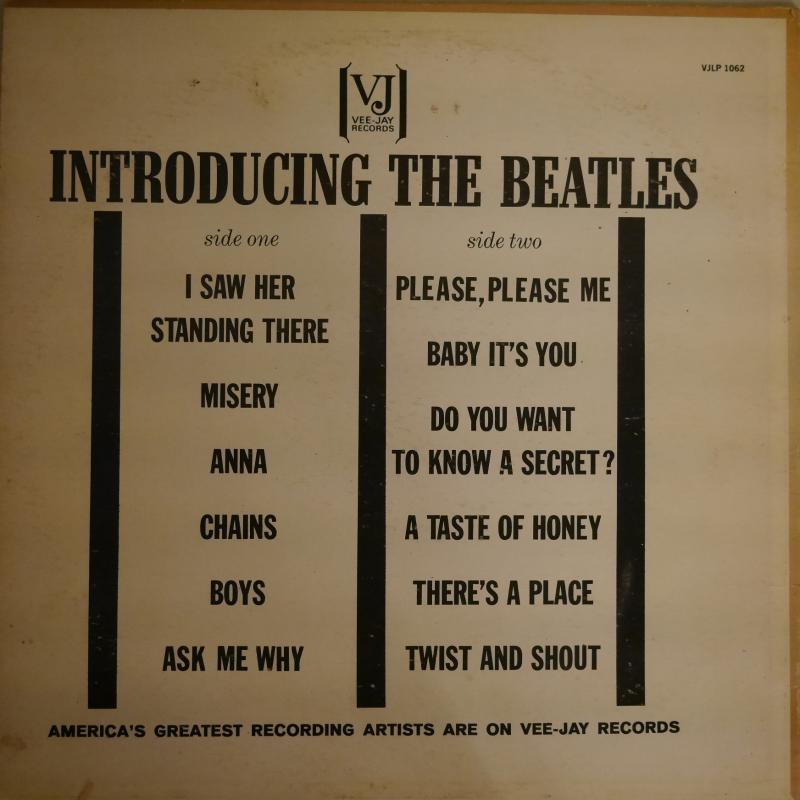 VJLP 1062
VJ
VEE-JAY
RECORDS
INTRODUCING THE BEATLES
side one
I SAW HER
STANDING THERE
MISERY
ANNA
CHAINS
BOYS
ASK ME WHY
side two
PLEASE, PLEASE ME
BABY IT'S YOU
DO YOU WANT
TO KNOW A SECRET?
A TASTE OF HONEY
THERE'S A PLACE
TWIST AND SHOUT
AMERICA'S GREATEST RECORDING ARTISTS ARE ON VEE-JAY RECORDS